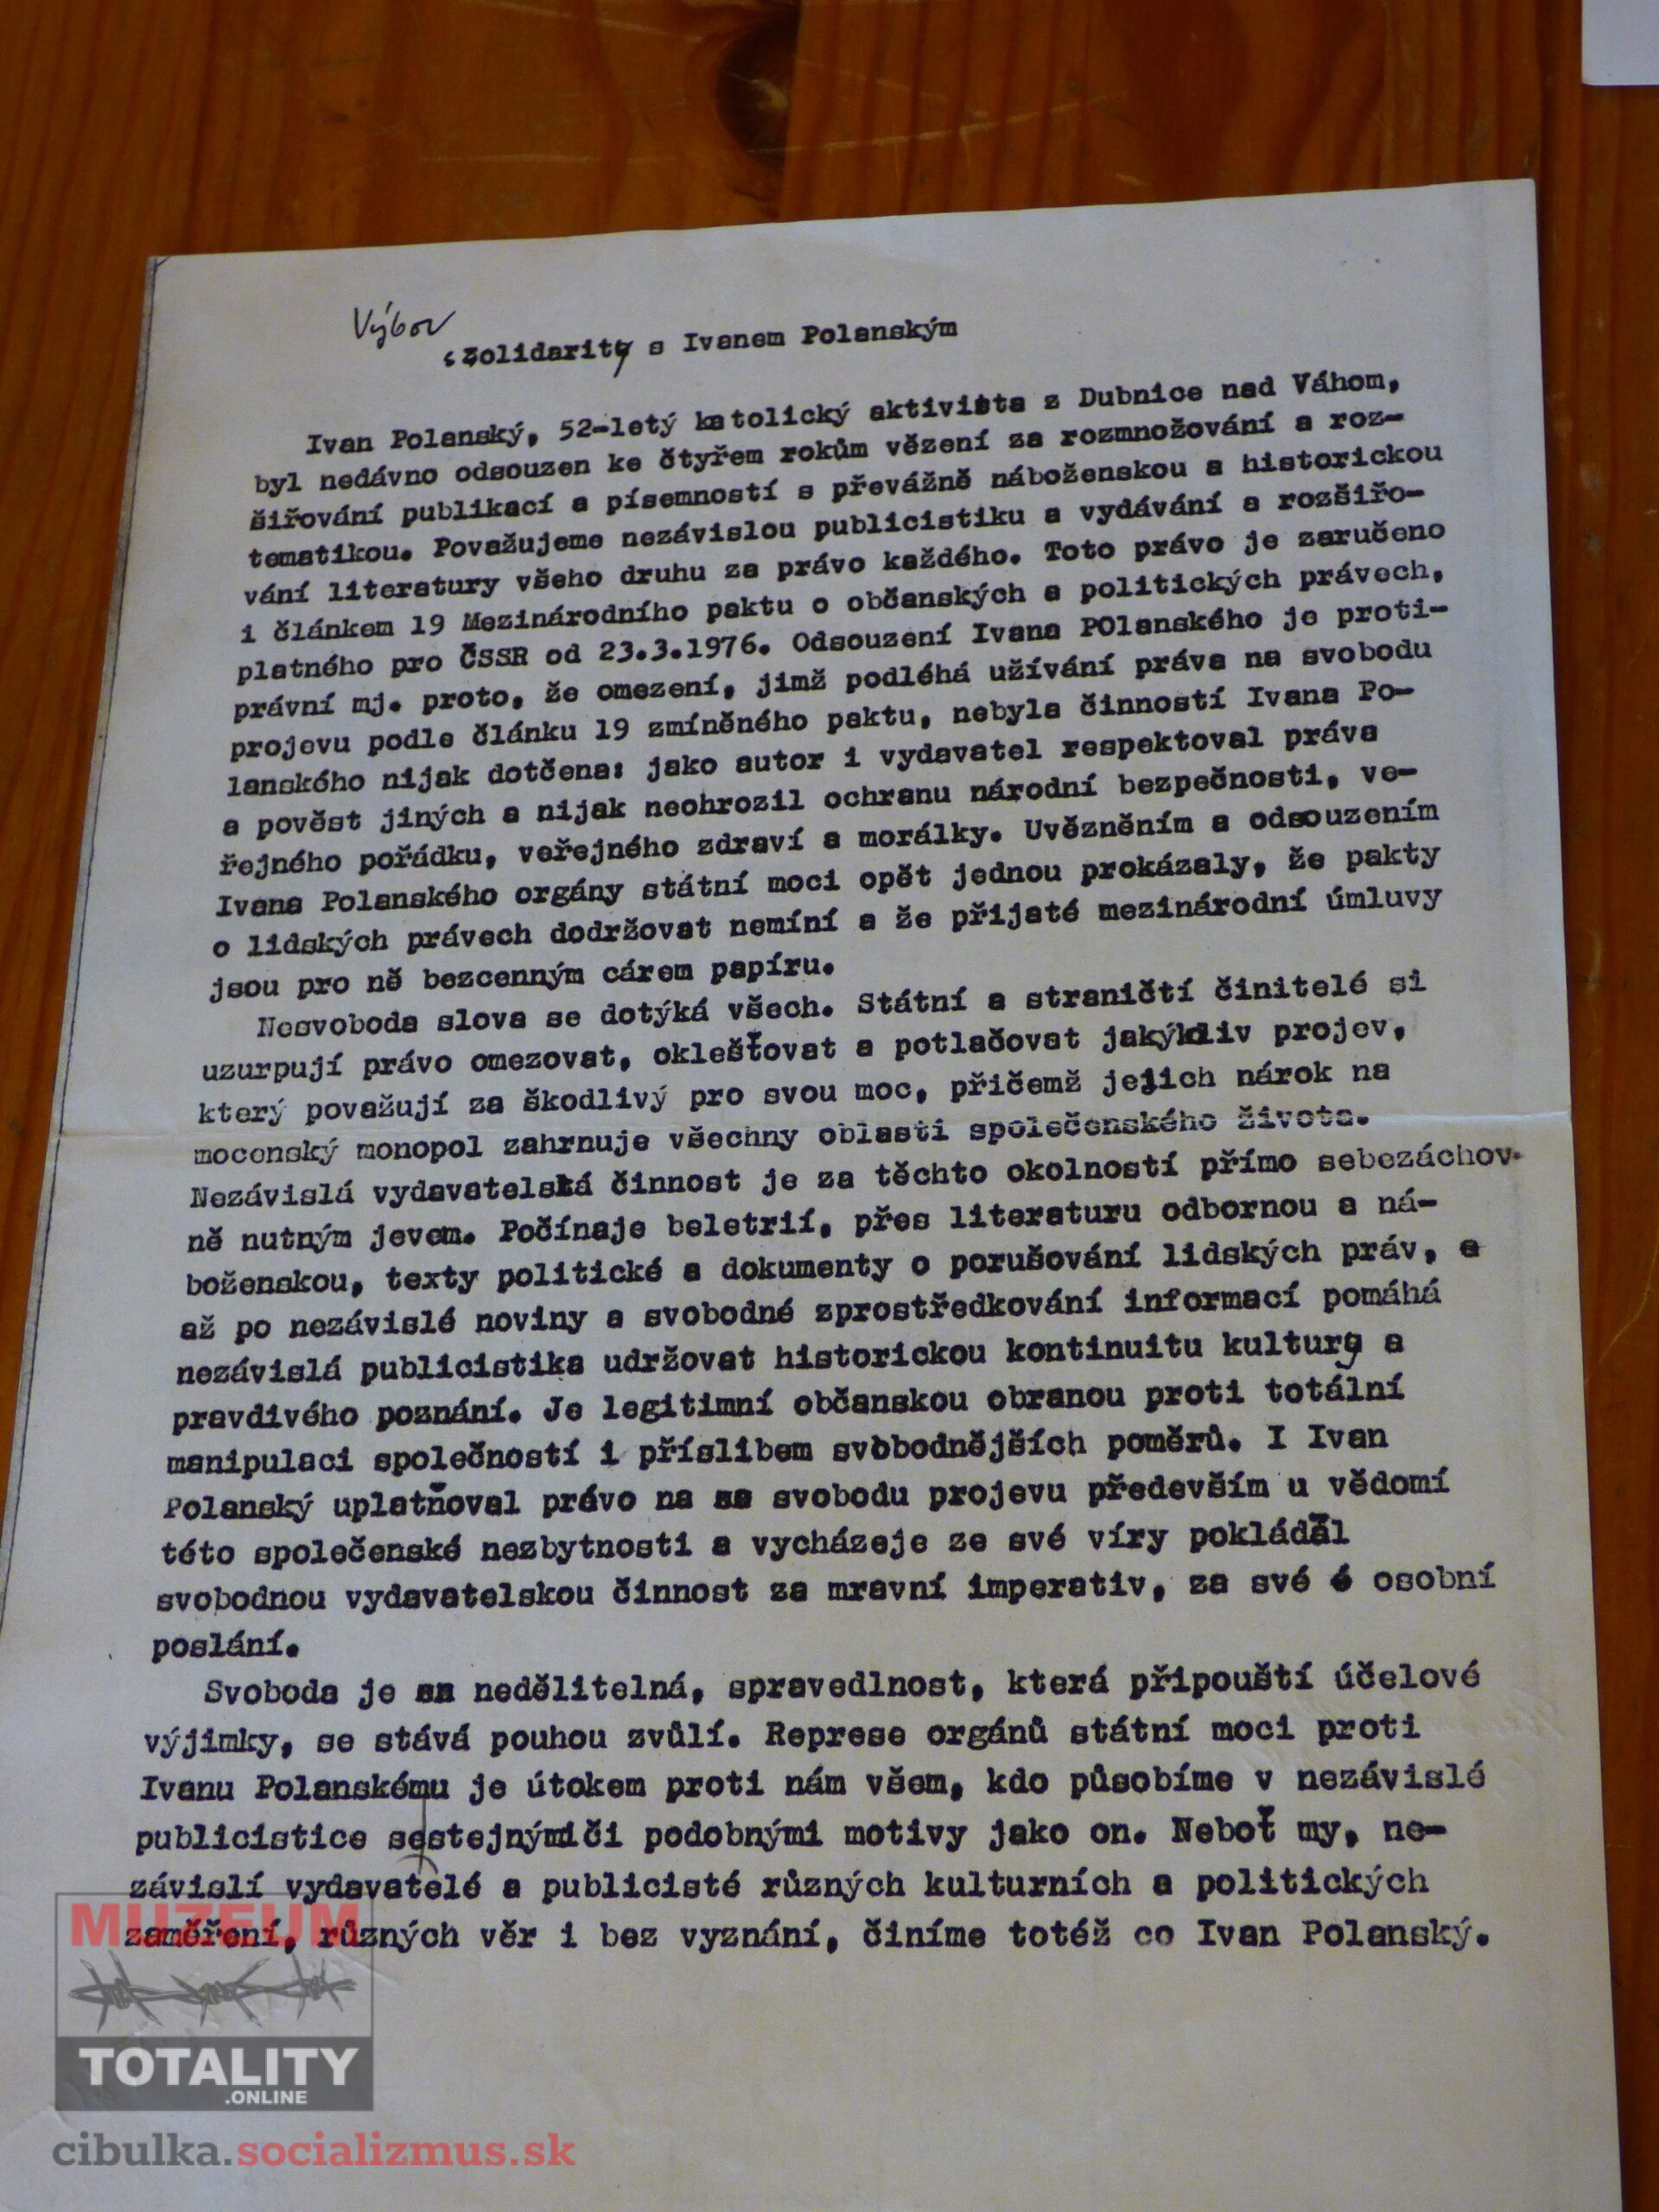 Výbor
solidarity s Ivanem Polanským
Ivan Polanský, 52-letý katolický aktivista z Dubnice nad Váhom,
byl nedávno odsouzen ke čtyřem rokům vězení za rozmnožování a roz-
šiřování publikací a písemností s převážně náboženskou a historickou
tematikou. Považujeme nezávislou publicistiku a vydávání a rozšiřo-
vání literatury všeho druhu za právo každého. Toto právo je zaručeno
i článkem 19 Mezinárodního paktu o občanských a politických právech,
platného pro ČSSR od 23.3.1976. Odsouzení Ivana POlanského je proti-
právní mj. proto, že omezení, jimž podléhá užívání práva na svobodu
projevu podle článku 19 zmíněného paktu, nebyla činností Ivana Po-
lanského nijak dotčena: jako autor i vydavatel respektoval práva
a pověst jiných a nijak neohrozil ochranu národní bezpečnosti, ve-
řejného pořádku, veřejného zdraví a morálky. Uvězněním a odsouzením
Ivana Polanského orgány státní moci opět jednou prokázaly, že pakty
o lidských právech dodržovat nemíní a že přijaté mezinárodní úmluvy
jsou pro ně bezcenným cárem papíru.
Nesvoboda slova se dotýká všech. Státní a straničtí činitelé si
uzurpují právo omezovat, oklešťovat a potlačovat jakýkoliv projev,
který považují za škodlivý pro svou moc, přičemž jejich nárok na
mocenský monopol zahrnuje všechny oblasti společenského života.
Nezávislá vydavatelská činnost je za těchto okolností přímo sebezáchov-
ně nutným jevem. Počínaje beletrií, přes literaturu odbornou a ná-
boženskou, texty politické a dokumenty o porušování lidských práv, a
až po nezávislé noviny a svobodné zprostředkování informací pomáhá
nezávislá publicistika udržovat historickou kontinuitu kultury a
pravdivého poznání. Je legitimní občanskou obranou proti totální
manipulaci společností i příslibem svobodnějších poměrů. I Ivan
Polanský uplatňoval právo na sa svobodu projevu především u vědomí
této společenské nezbytnosti a vycházeje ze své víry pokládál
svobodnou vydavatelskou činnost za mravní imperativ, za své é osobní
poslání.
Svoboda je sa nedělitelná, spravedlnost, která připouští účelové
výjimky, se stává pouhou zvůlí. Represe orgánů státní moci proti
Ivanu Polanskému je útokem proti nám všem, kdo působíme v nezávislé
publicistice se stejnými či podobnými motivy jako on. Neboť my, ne-
závislí vydavatelé a publicisté různých kulturních a politických
zaměření, různých věr i bez vyznání, činíme totéž co Ivan Polanský.
MUZEUM
TOTALITY
.ONLINE
cibulka.socializmus.sk